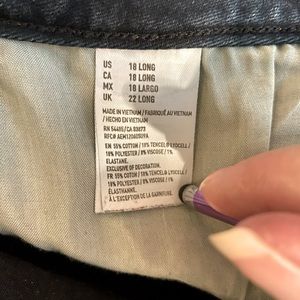 US 18 LONG
CA 18 LONG
MX 18 LARGO
UK 22 LONG
MADE IN VIETNAM / FABRIQUÉ AU VIETNAM
/ HECHO EN VIETNAM
RN 54485/CA 03073
EN: 55% COTTON / 18% TENCEL® LYOCELL /
18% POLYESTER / 8% VISCOSE / 1%
ELASTANE.
EXCLUSIVE OF DECORATION.
FR: 55% COTON / 18% TENCEL® LYOCELL /
18% POLYESTER / 8% VISCOSE / 1%
ÉLASTHANNE.
À L'EXCEPTION DE LA GARNITURE.